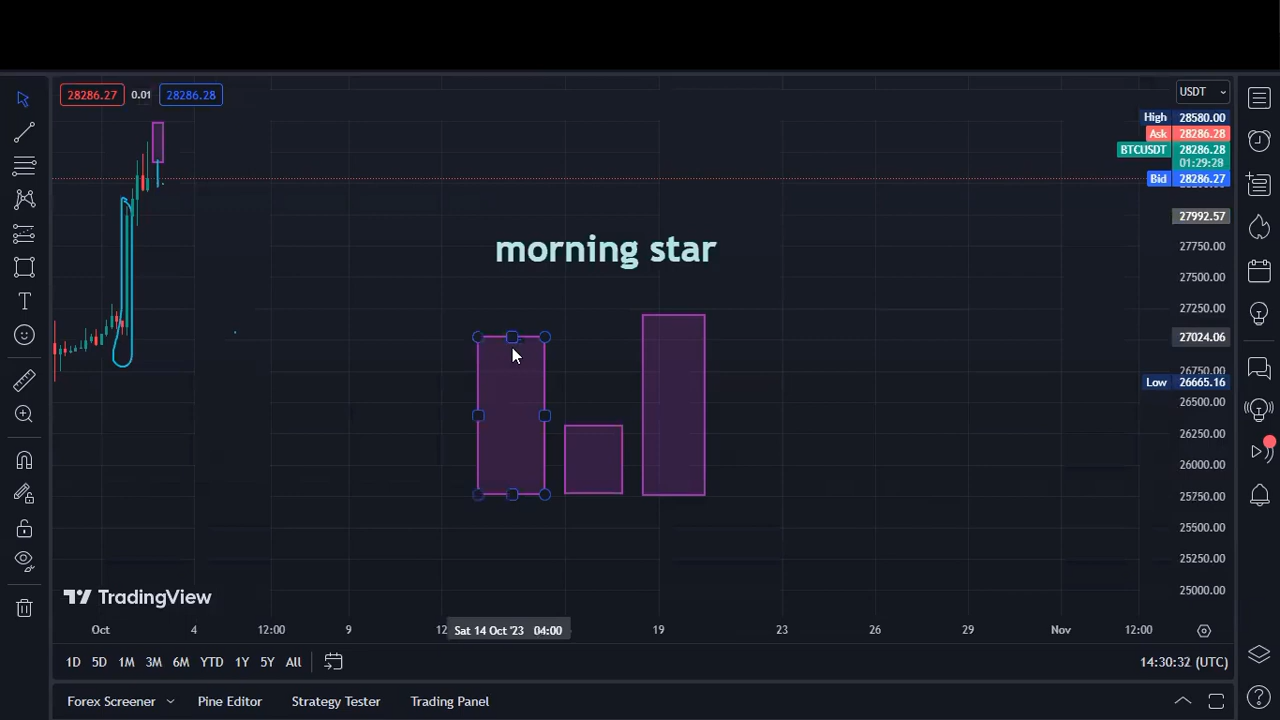 28286.27 0.01 28286.28
USDT
High 28580.00
Ask 28286.28
BTCUSDT 28286.28
01:29:28
Bid 28286.27
27992.57
27750.00
27500.00
27250.00
27024.06
26750.00
Low 26665.16
26500.00
26250.00
26000.00
25750.00
25500.00
25250.00
25000.00
morning star
TradingView
Oct 4 12:00 9 12 Sat 14 Oct '23 04:00 19 23 26 29 Nov 12:00
1D 5D 1M 3M 6M YTD 1Y 5Y All 14:30:32 (UTC)
Forex Screener Pine Editor Strategy Tester Trading Panel